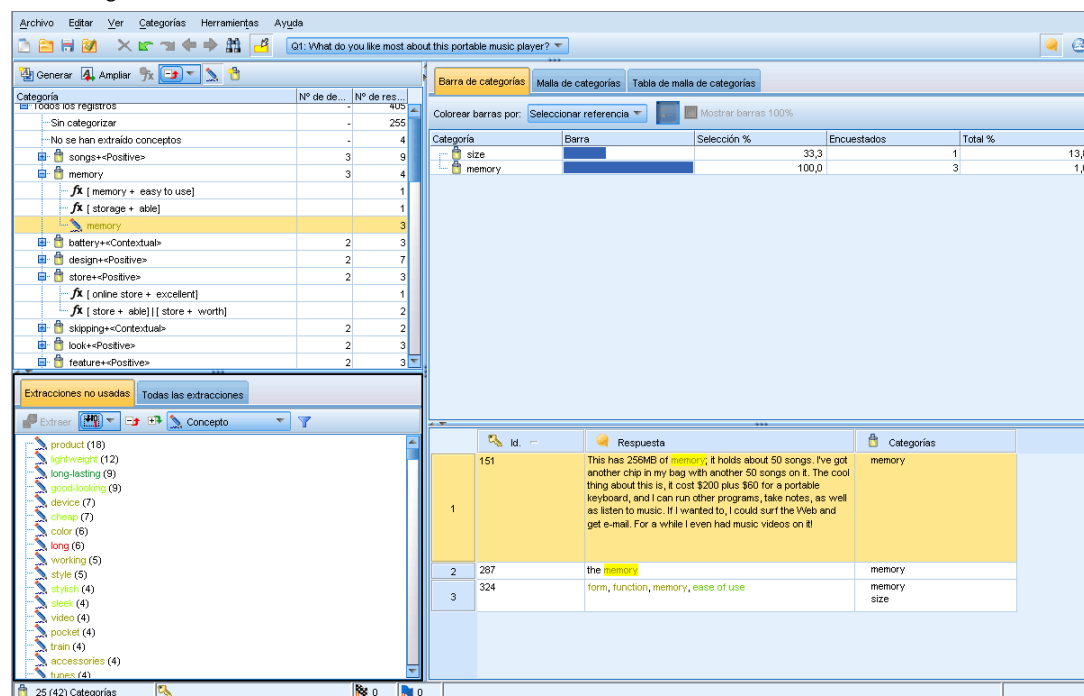 Archivo Editar Ver Categorías Herramientas Ayuda
Q1: What do you like most about this portable music player?
Generar Ampliar
Categoría Nº de de... Nº de res...
Todos los registros - 405
Sin categorizar - 255
No se han extraído conceptos - 4
songs+<Positive> 3 9
memory 3 4
fx [ memory + easy to use] 1
fx [ storage + able] 1
memory 3
battery+<Contextual> 2 3
design+<Positive> 2 7
store+<Positive> 2 3
fx [ online store + excellent] 1
fx [ store + able] | [ store + worth] 2
skipping+<Contextual> 2 2
look+<Positive> 2 3
feature+<Positive> 2 3
Extracciones no usadas Todas las extracciones
Extraer Concepto
product (18)
lightweight (12)
long-lasting (9)
good-looking (9)
device (7)
cheap (7)
color (6)
long (6)
working (5)
style (5)
stylish (4)
sleek (4)
video (4)
pocket (4)
train (4)
accessories (4)
tunes (4)
25 (42) Categorías 0 0
Barra de categorías Malla de categorías Tabla de malla de categorías
Colorear barras por: Seleccionar referencia Mostrar barras 100%
Categoría Barra Selección % Encuestados Total %
size 33,3 1 13,
memory 100,0 3 1,
Id. Respuesta Categorías
1 151 This has 256MB of memory; it holds about 50 songs. I've got memory
another chip in my bag with another 50 songs on it. The cool
thing about this is, it cost $200 plus $60 for a portable
keyboard, and I can run other programs, take notes, as well
as listen to music. If I wanted to, I could surf the Web and
get e-mail. For a while I even had music videos on it!
2 287 the memory memory
3 324 form, function, memory, ease of use memory
size